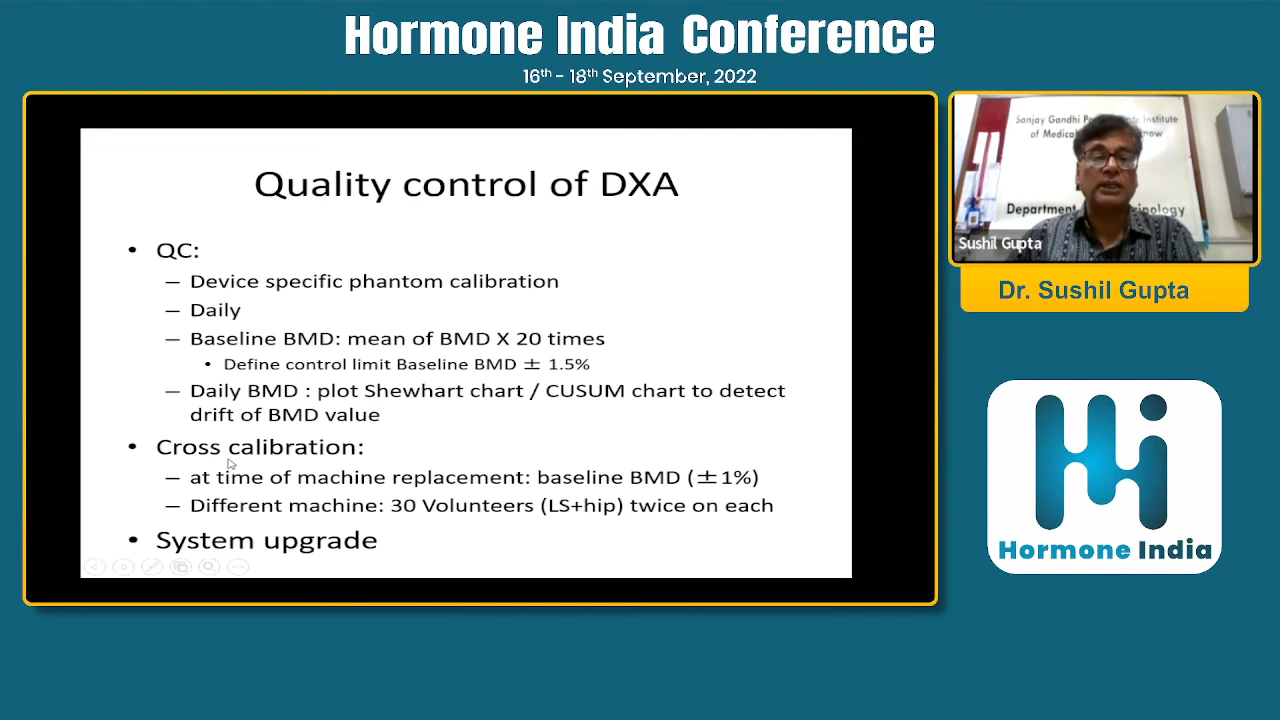 Hormone India Conference
16th - 18th September, 2022
Quality control of DXA
• QC:
– Device specific phantom calibration
– Daily
– Baseline BMD: mean of BMD X 20 times
• Define control limit Baseline BMD ± 1.5%
– Daily BMD : plot Shewhart chart / CUSUM chart to detect
drift of BMD value
• Cross calibration:
– at time of machine replacement: baseline BMD (±1%)
– Different machine: 30 Volunteers (LS+hip) twice on each
• System upgrade
Sanjay Gandhi Institute
of Medical
Department
Sushil Gupta
Dr. Sushil Gupta
Hormone India